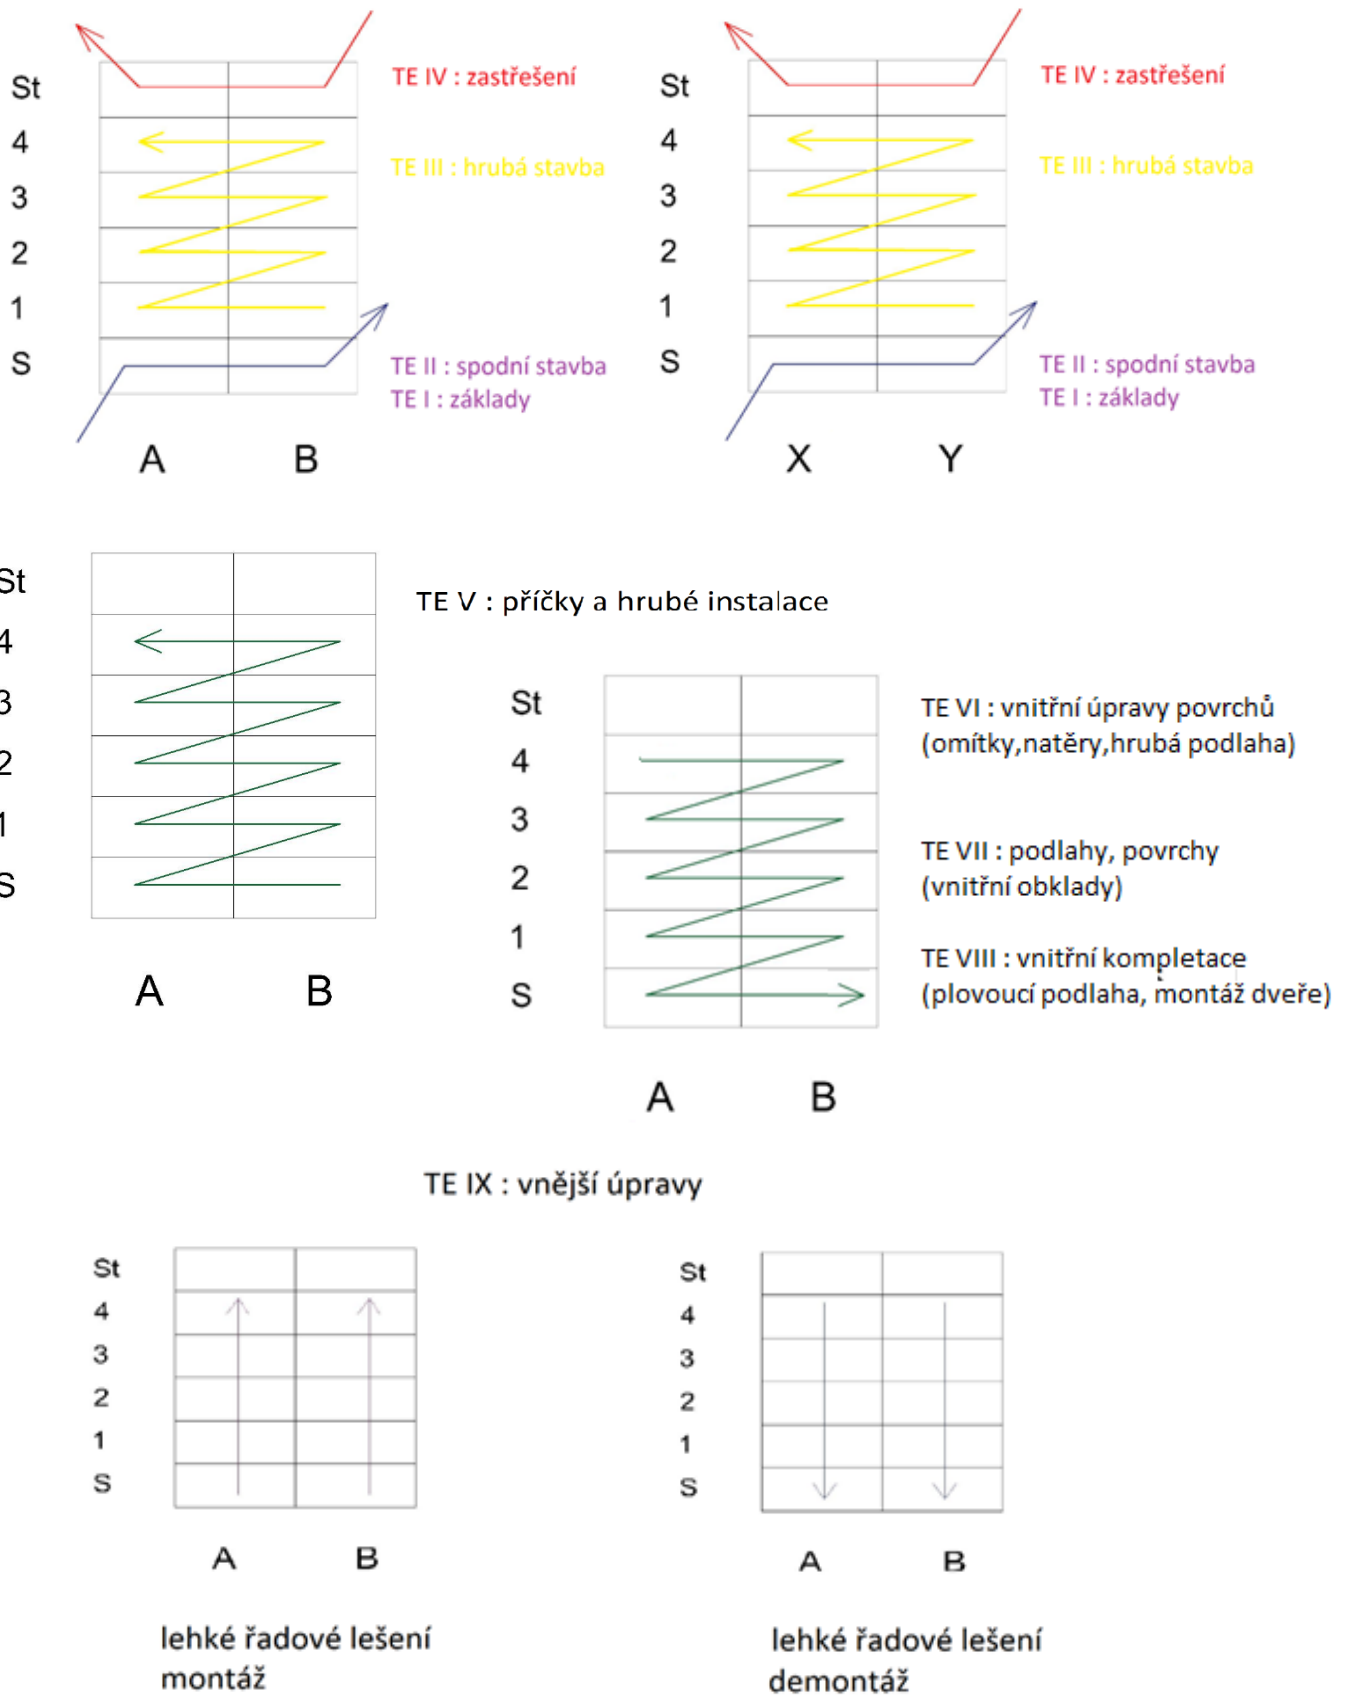 St
4
3
2
1
S
A B
TE IV : zastřešení
TE III : hrubá stavba
TE II : spodní stavba
TE I : základy
St
4
3
2
1
S
X Y
TE IV : zastřešení
TE III : hrubá stavba
TE II : spodní stavba
TE I : základy
St
4
3
2
1
S
A B
TE V : příčky a hrubé instalace
St
4
3
2
1
S
A B
TE VI : vnitřní úpravy povrchů
(omítky,natěry,hrubá podlaha)
TE VII : podlahy, povrchy
(vnitřní obklady)
TE VIII : vnitřní kompletace
(plovoucí podlaha, montáž dveře)
TE IX : vnější úpravy
St
4
3
2
1
S
A B
lehké řadové lešení
montáž
St
4
3
2
1
S
A B
lehké řadové lešení
demontáž